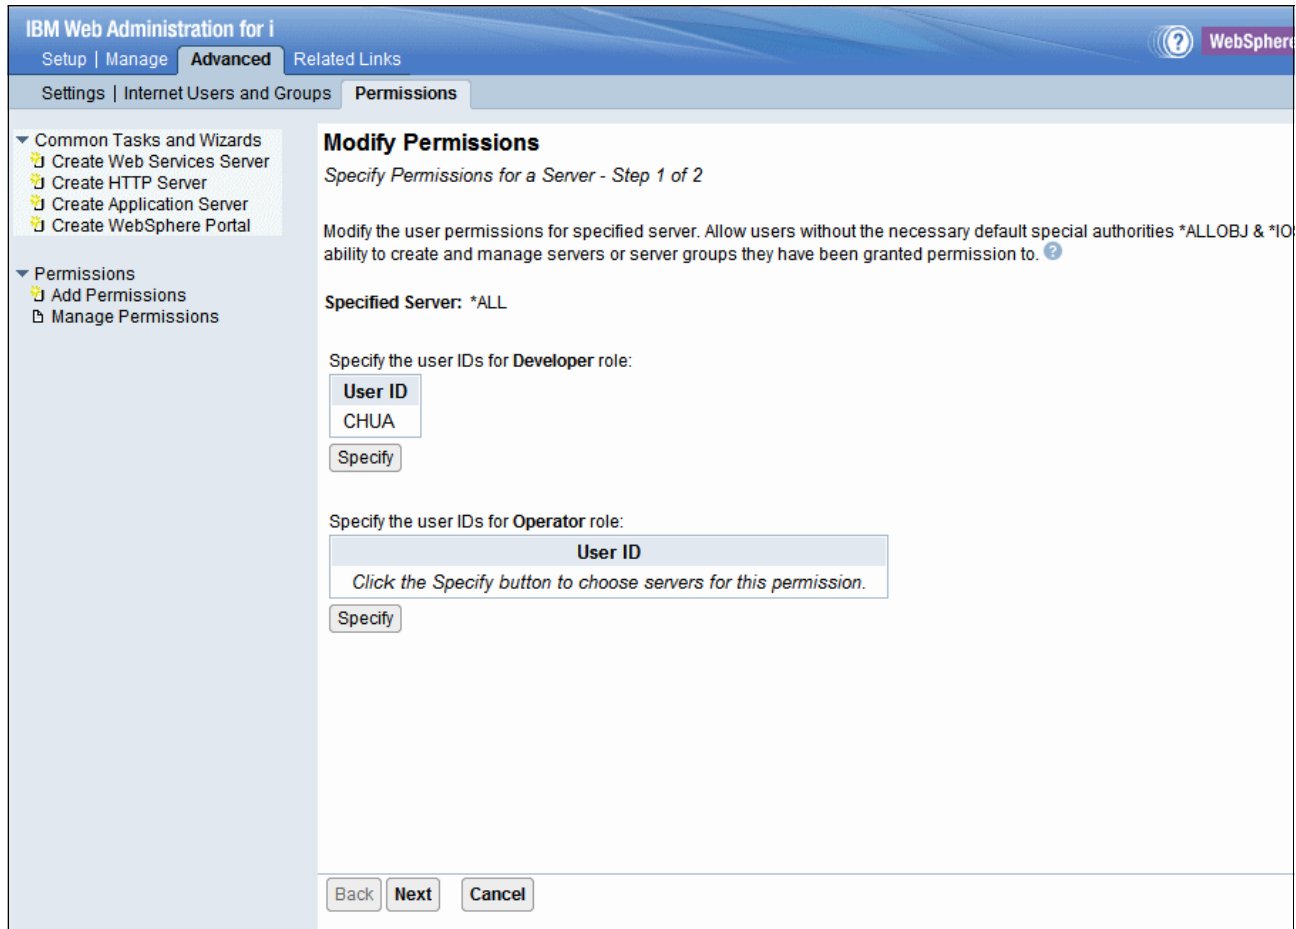 IBM Web Administration for i
WebSphere
Setup | Manage Advanced Related Links
Settings | Internet Users and Groups Permissions
Common Tasks and Wizards
Create Web Services Server
Create HTTP Server
Create Application Server
Create WebSphere Portal
Permissions
Add Permissions
Manage Permissions
Modify Permissions
Specify Permissions for a Server - Step 1 of 2
Modify the user permissions for specified server. Allow users without the necessary default special authorities *ALLOBJ & *IOS
ability to create and manage servers or server groups they have been granted permission to. ?
Specified Server: *ALL
Specify the user IDs for Developer role:
User ID
CHUA
Specify
Specify the user IDs for Operator role:
User ID
Click the Specify button to choose servers for this permission.
Specify
Back Next Cancel